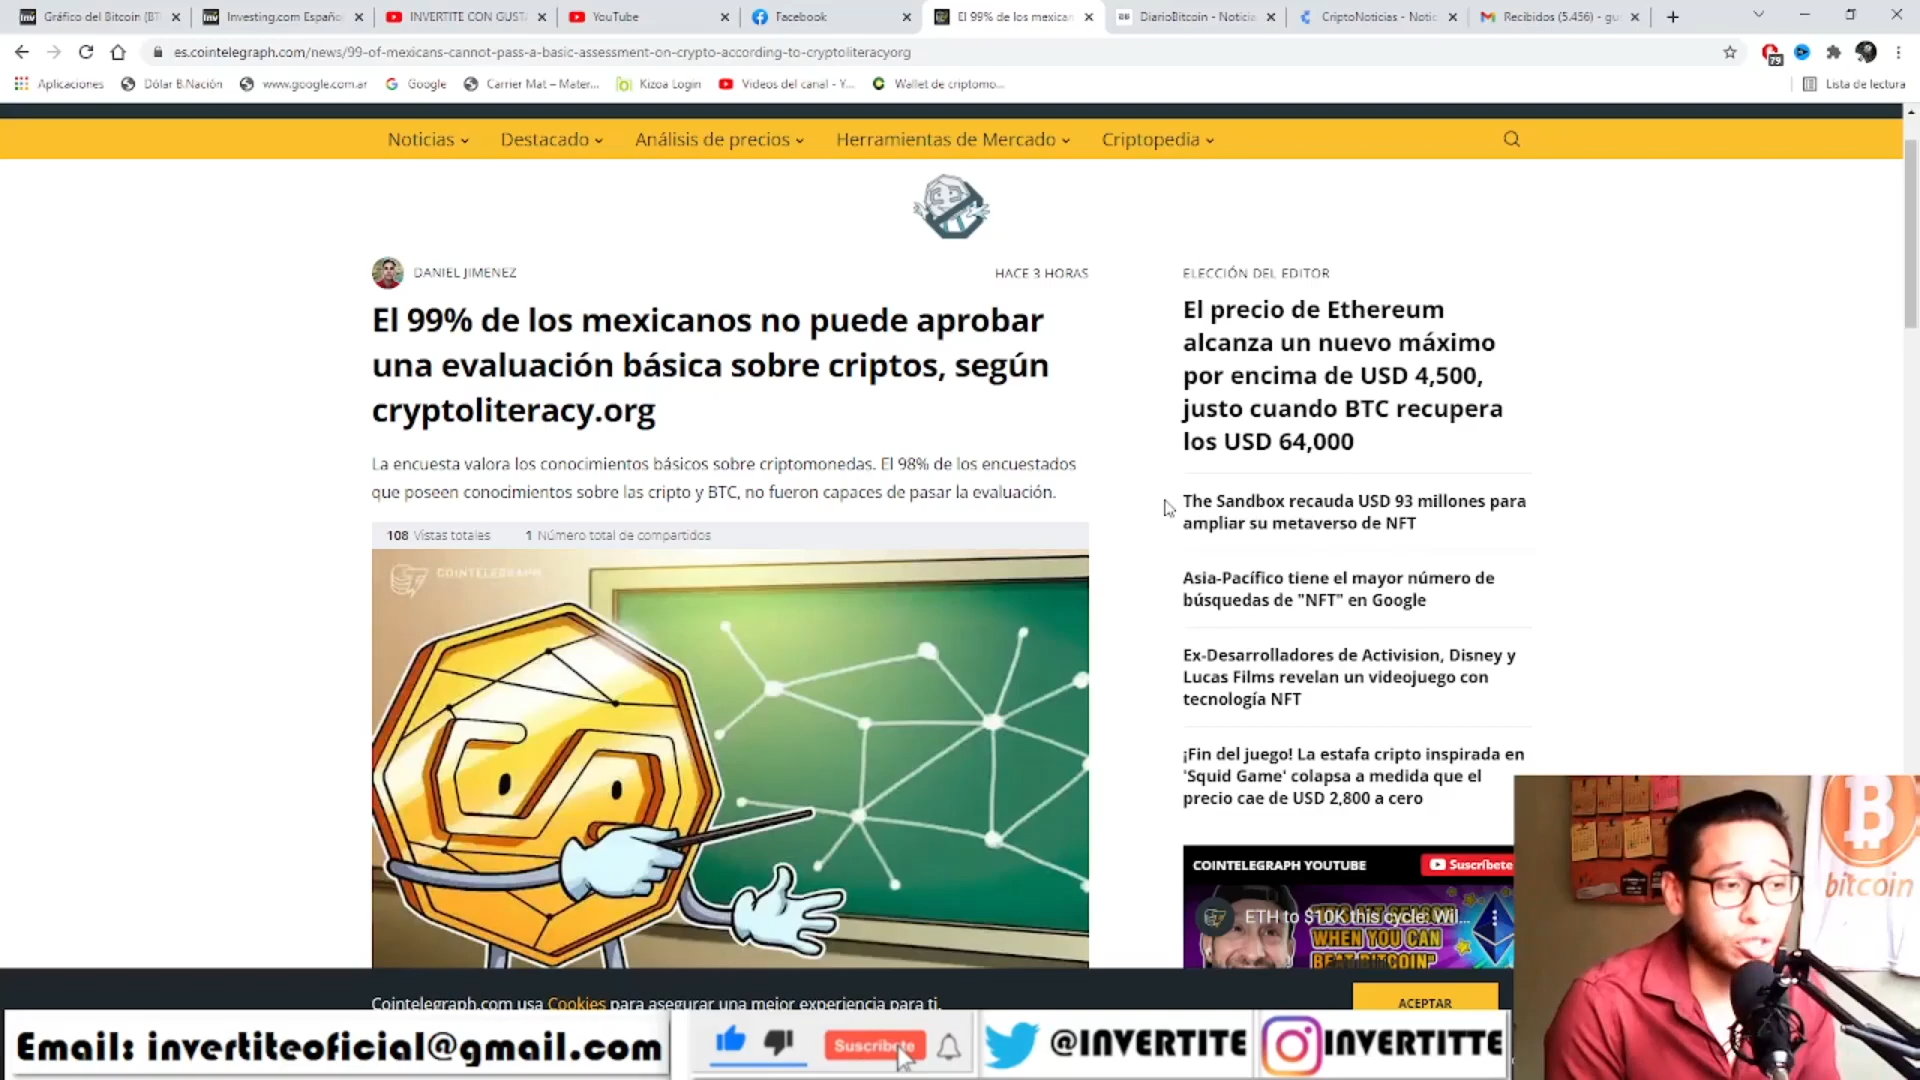 Gráfico del Bitcoin (BT
Investing.com Españo
INVERTITE CON GUST
YouTube
Facebook
El 99% de los mexican
DiarioBitcoin - Noticia
CriptoNoticias - Notic
Recibidos (5.456) - gu
es.cointelegraph.com/news/99-of-mexicans-cannot-pass-a-basic-assessment-on-crypto-according-to-cryptoliteracyorg
79
Aplicaciones
Dólar B.Nación
www.google.com.ar
Google
Carrier Mat – Mater...
Kizoa Login
Videos del canal - Y...
Wallet de criptomo...
Lista de lectura
Noticias
Destacado
Análisis de precios
Herramientas de Mercado
Criptopedia
DANIEL JIMENEZ
HACE 3 HORAS
El 99% de los mexicanos no puede aprobar
una evaluación básica sobre criptos, según
cryptoliteracy.org
La encuesta valora los conocimientos básicos sobre criptomonedas. El 98% de los encuestados
que poseen conocimientos sobre las cripto y BTC, no fueron capaces de pasar la evaluación.
108 Vistas totales
1 Número total de compartidos
COINTELEGRAPH
ELECCIÓN DEL EDITOR
El precio de Ethereum
alcanza un nuevo máximo
por encima de USD 4,500,
justo cuando BTC recupera
los USD 64,000
The Sandbox recauda USD 93 millones para
ampliar su metaverso de NFT
Asia-Pacífico tiene el mayor número de
búsquedas de "NFT" en Google
Ex-Desarrolladores de Activision, Disney y
Lucas Films revelan un videojuego con
tecnología NFT
¡Fin del juego! La estafa cripto inspirada en
'Squid Game' colapsa a medida que el
precio cae de USD 2,800 a cero
COINTELEGRAPH YOUTUBE
Suscríbete
ETH to $10K this cycle. Wil...
WHEN YOU CAN
BEAT BITCOIN"
bitcoin
Cointelegraph.com usa Cookies para asegurar una mejor experiencia para ti.
ACEPTAR
Email: invertiteoficial@gmail.com
Suscribete
@INVERTITE
INVERTITTE